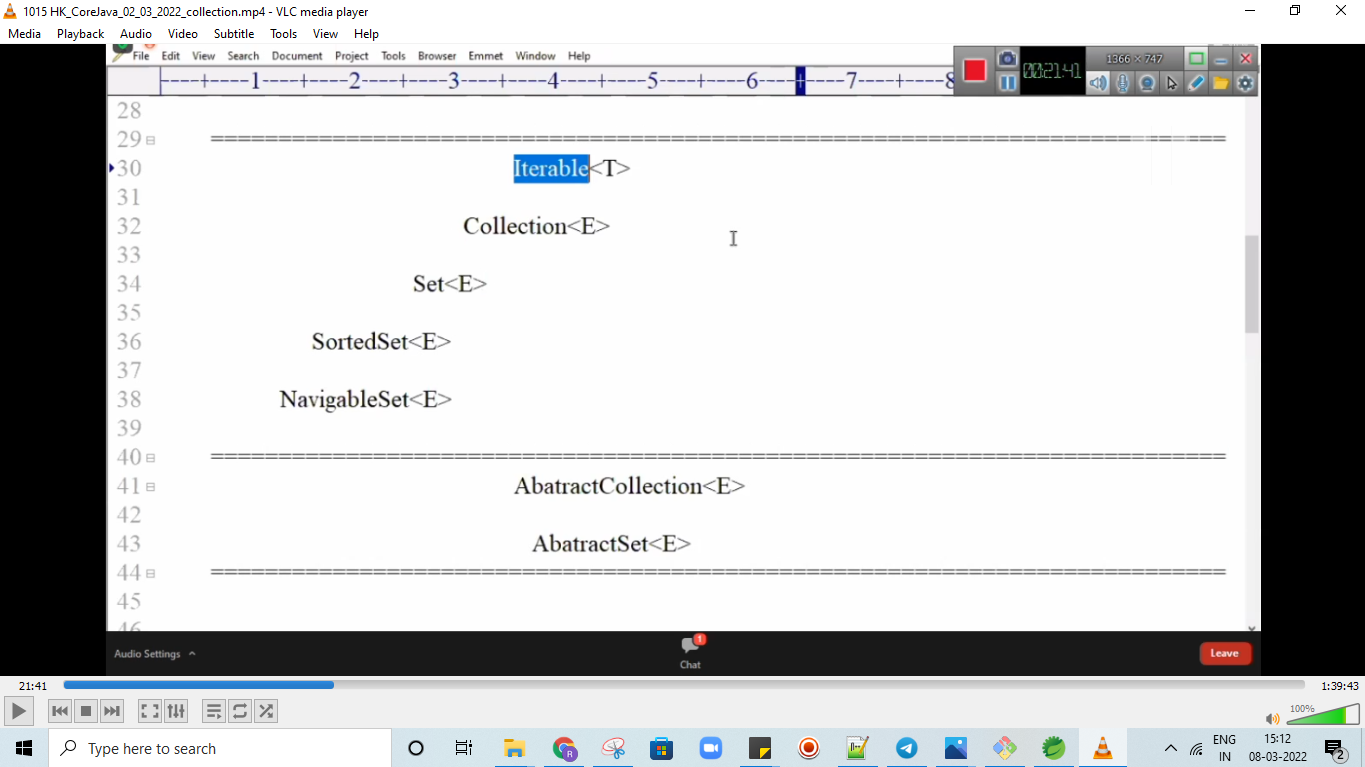 1015 HK_CoreJava_02_03_2022_collection.mp4 - VLC media player
Media Playback Audio Video Subtitle Tools View Help
File Edit View Search Document Project Tools Browser Emmet Window Help
1366 × 747
00:21:41
----+----1----+----2----+----3----+----4----+----5----+----6----+----7----+----8
28
29 ==============================================================================
30 Iterable<T>
31
32 Collection<E>
33
34 Set<E>
35
36 SortedSet<E>
37
38 NavigableSet<E>
39
40 ==============================================================================
41 AbatractCollection<E>
42
43 AbatractSet<E>
44 ==============================================================================
45
46
Audio Settings
1
Chat
Leave
21:41
1:39:43
100%
Type here to search
ENG
IN
15:12
08-03-2022
2